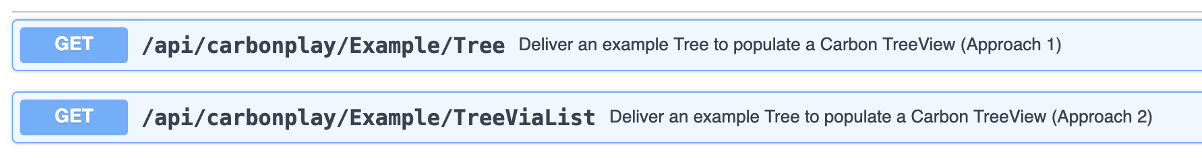 GET /api/carbonplay/Example/Tree Deliver an example Tree to populate a Carbon TreeView (Approach 1)
GET /api/carbonplay/Example/TreeViaList Deliver an example Tree to populate a Carbon TreeView (Approach 2)